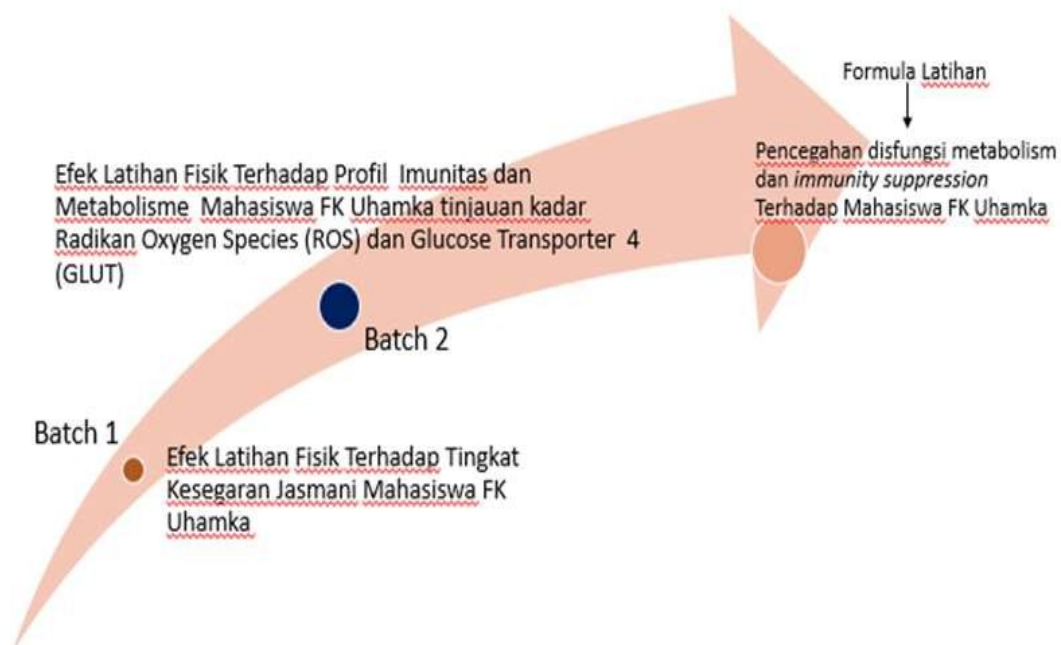 Formula Latihan
Pencegahan disfungsi metabolism
dan immunity suppression
Terhadap Mahasiswa FK Uhamka
Efek Latihan Fisik Terhadap Profil Imunitas dan
Metabolisme Mahasiswa FK Uhamka tinjauan kadar
Radikan Oxygen Species (ROS) dan Glucose Transporter 4
(GLUT)
Batch 2
Batch 1
Efek Latihan Fisik Terhadap Tingkat
Kesegaran Jasmani Mahasiswa FK
Uhamka